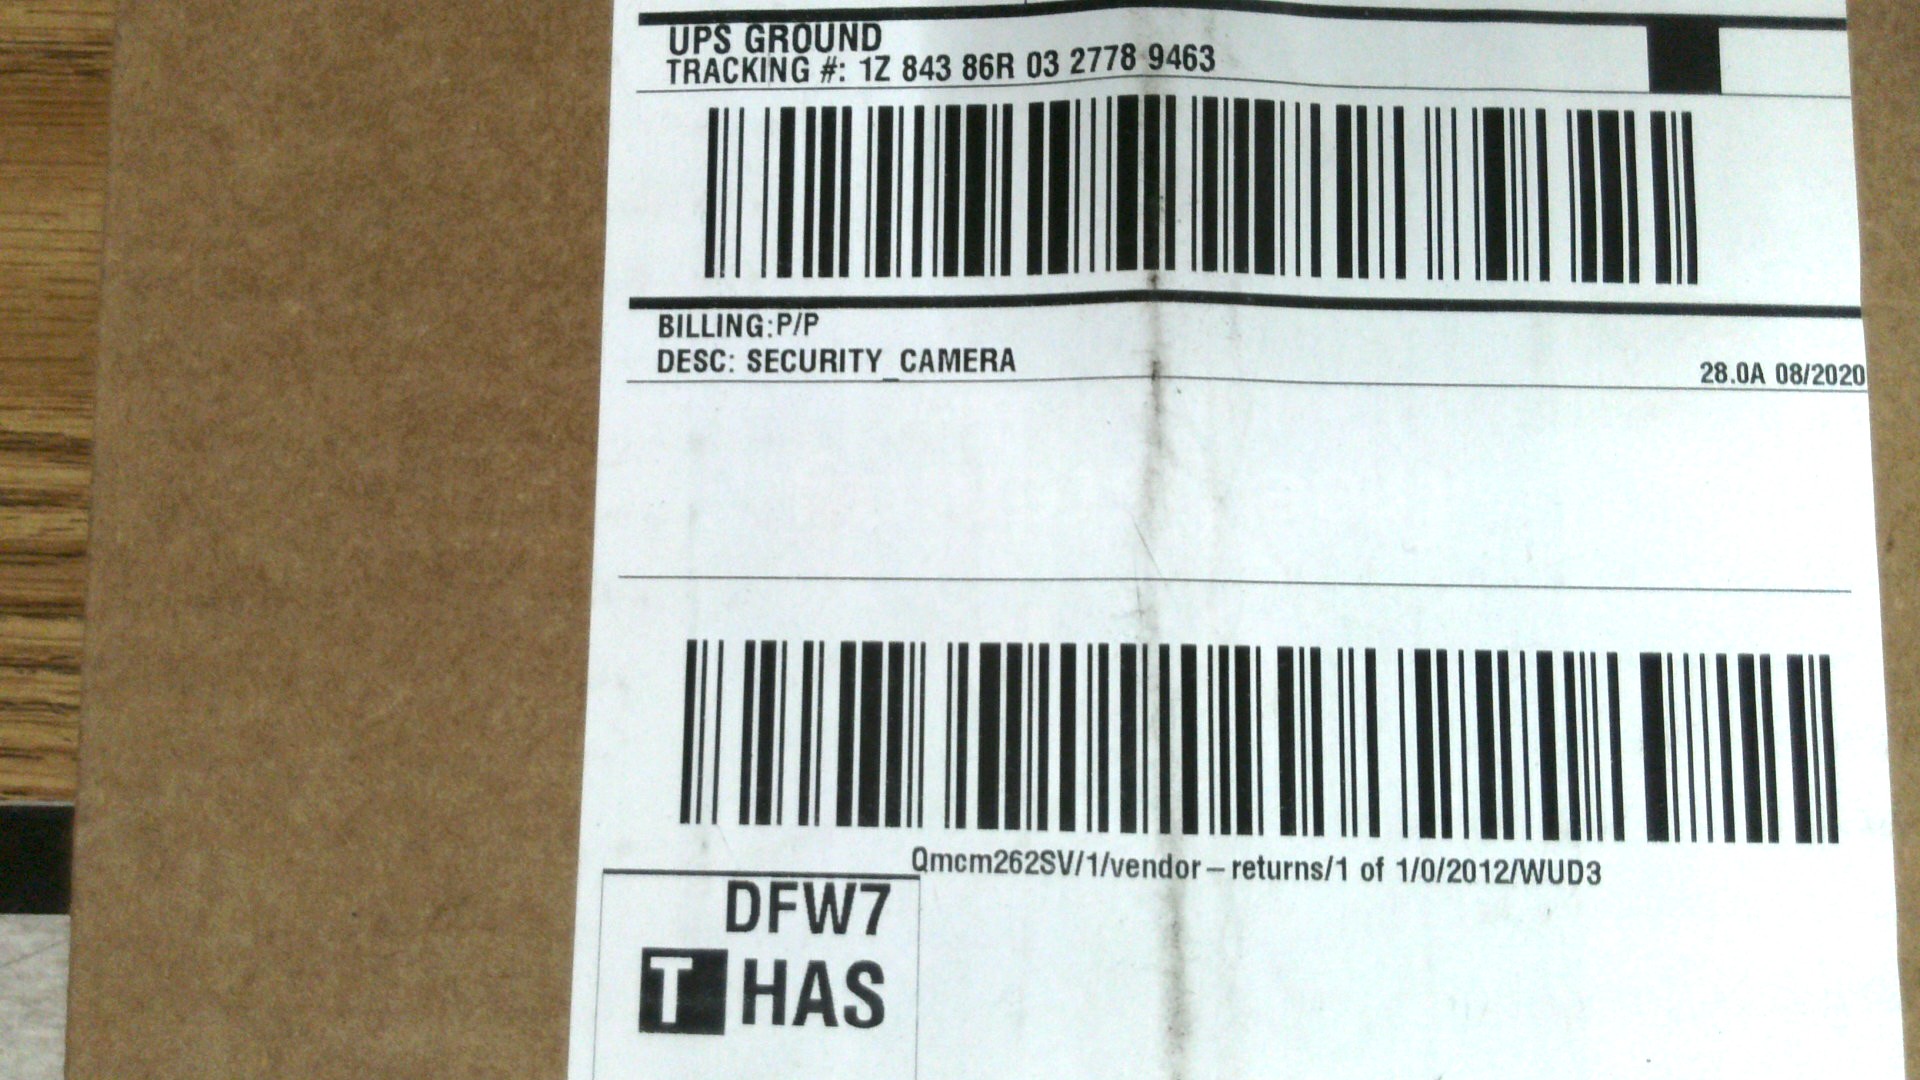 UPS GROUND
TRACKING #: 1Z 843 86R 03 2778 9463
BILLING:P/P
DESC: SECURITY_CAMERA
28.0A 08/2020
Qmcm262SV/1/vendor–returns/1 of 1/0/2012/WUD3
DFW7
T HAS